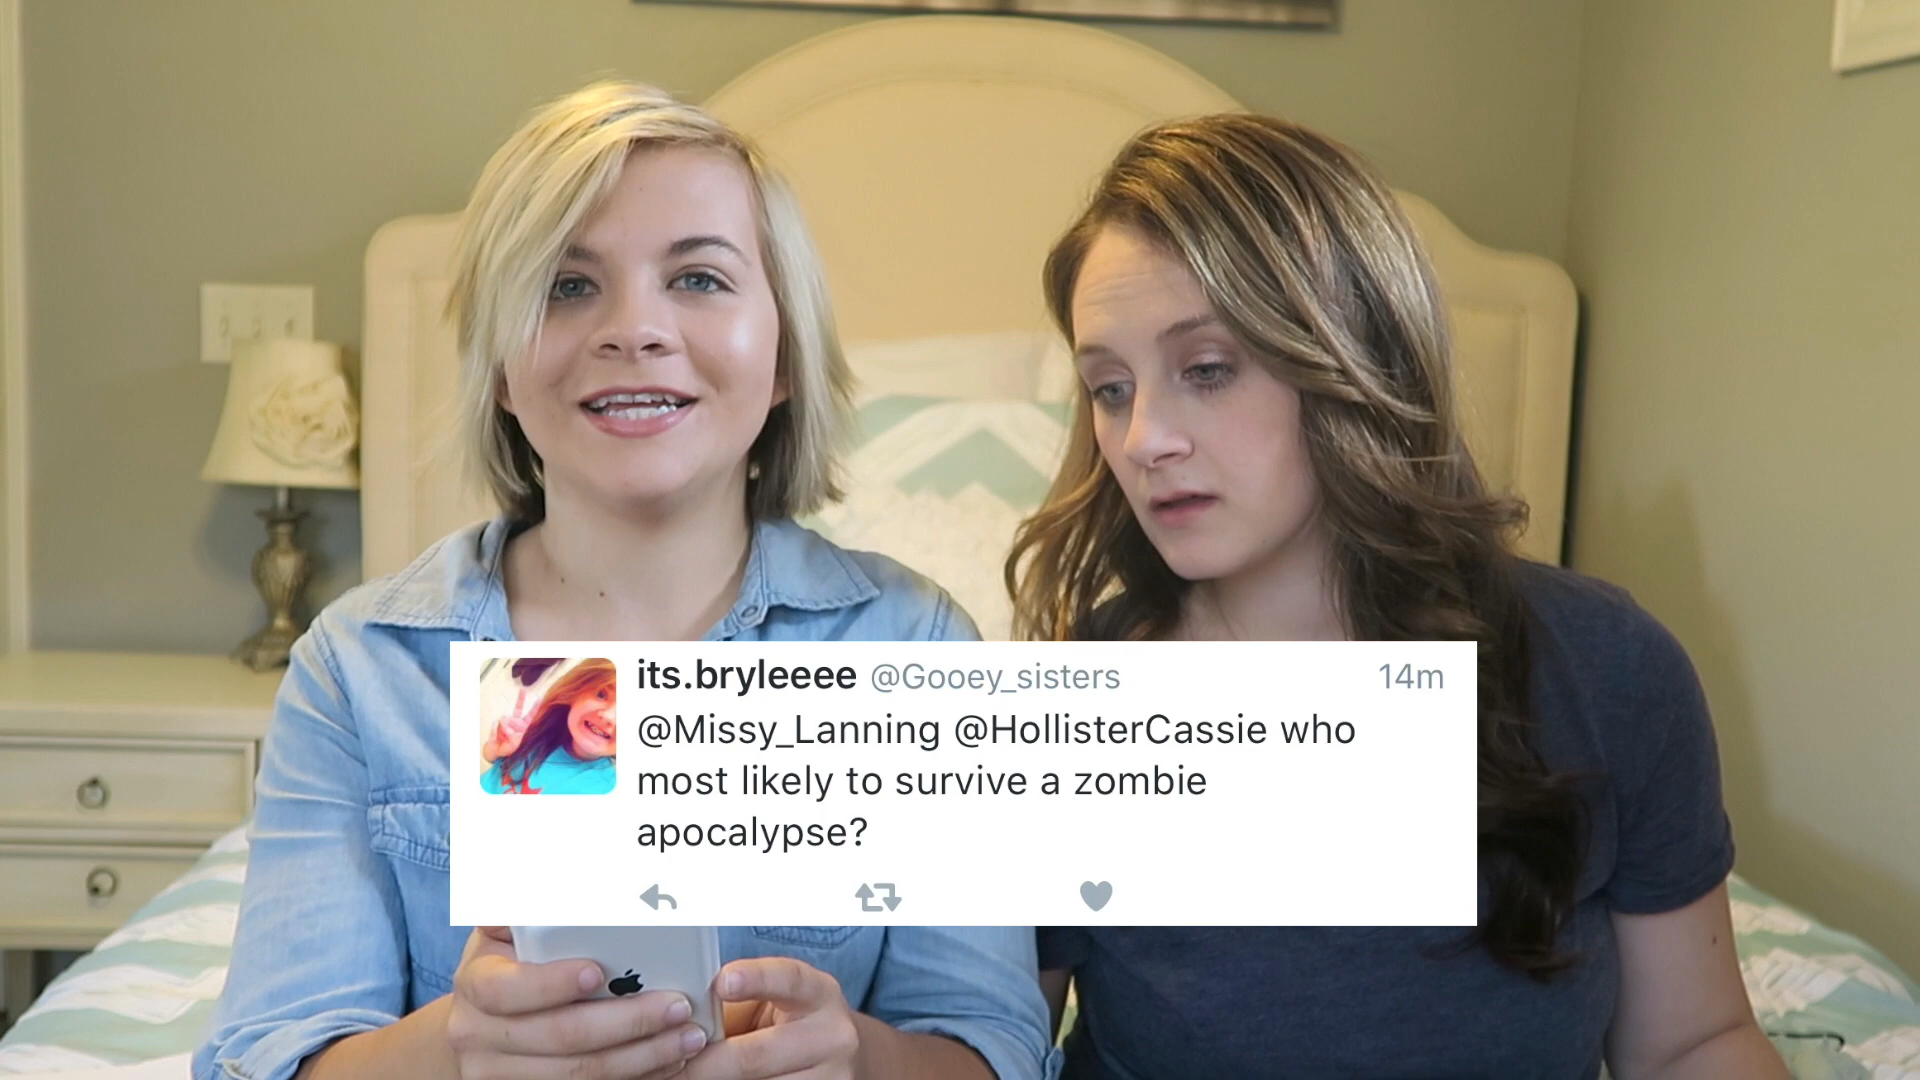 its.bryleeee @Gooey_sisters 14m
@Missy_Lanning @HollisterCassie who
most likely to survive a zombie
apocalypse?